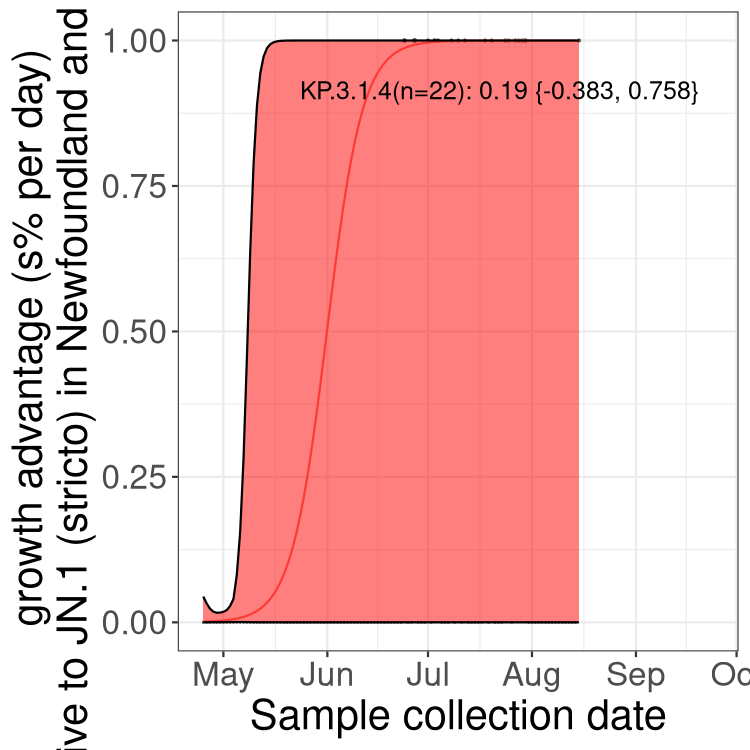 growth advantage (s% per day)
ive to JN.1 (stricto) in Newfoundland and
1.00
0.75
0.50
0.25
0.00
KP.3.1.4(n=22): 0.19 {-0.383, 0.758}
May Jun Jul Aug Sep Oc
Sample collection date